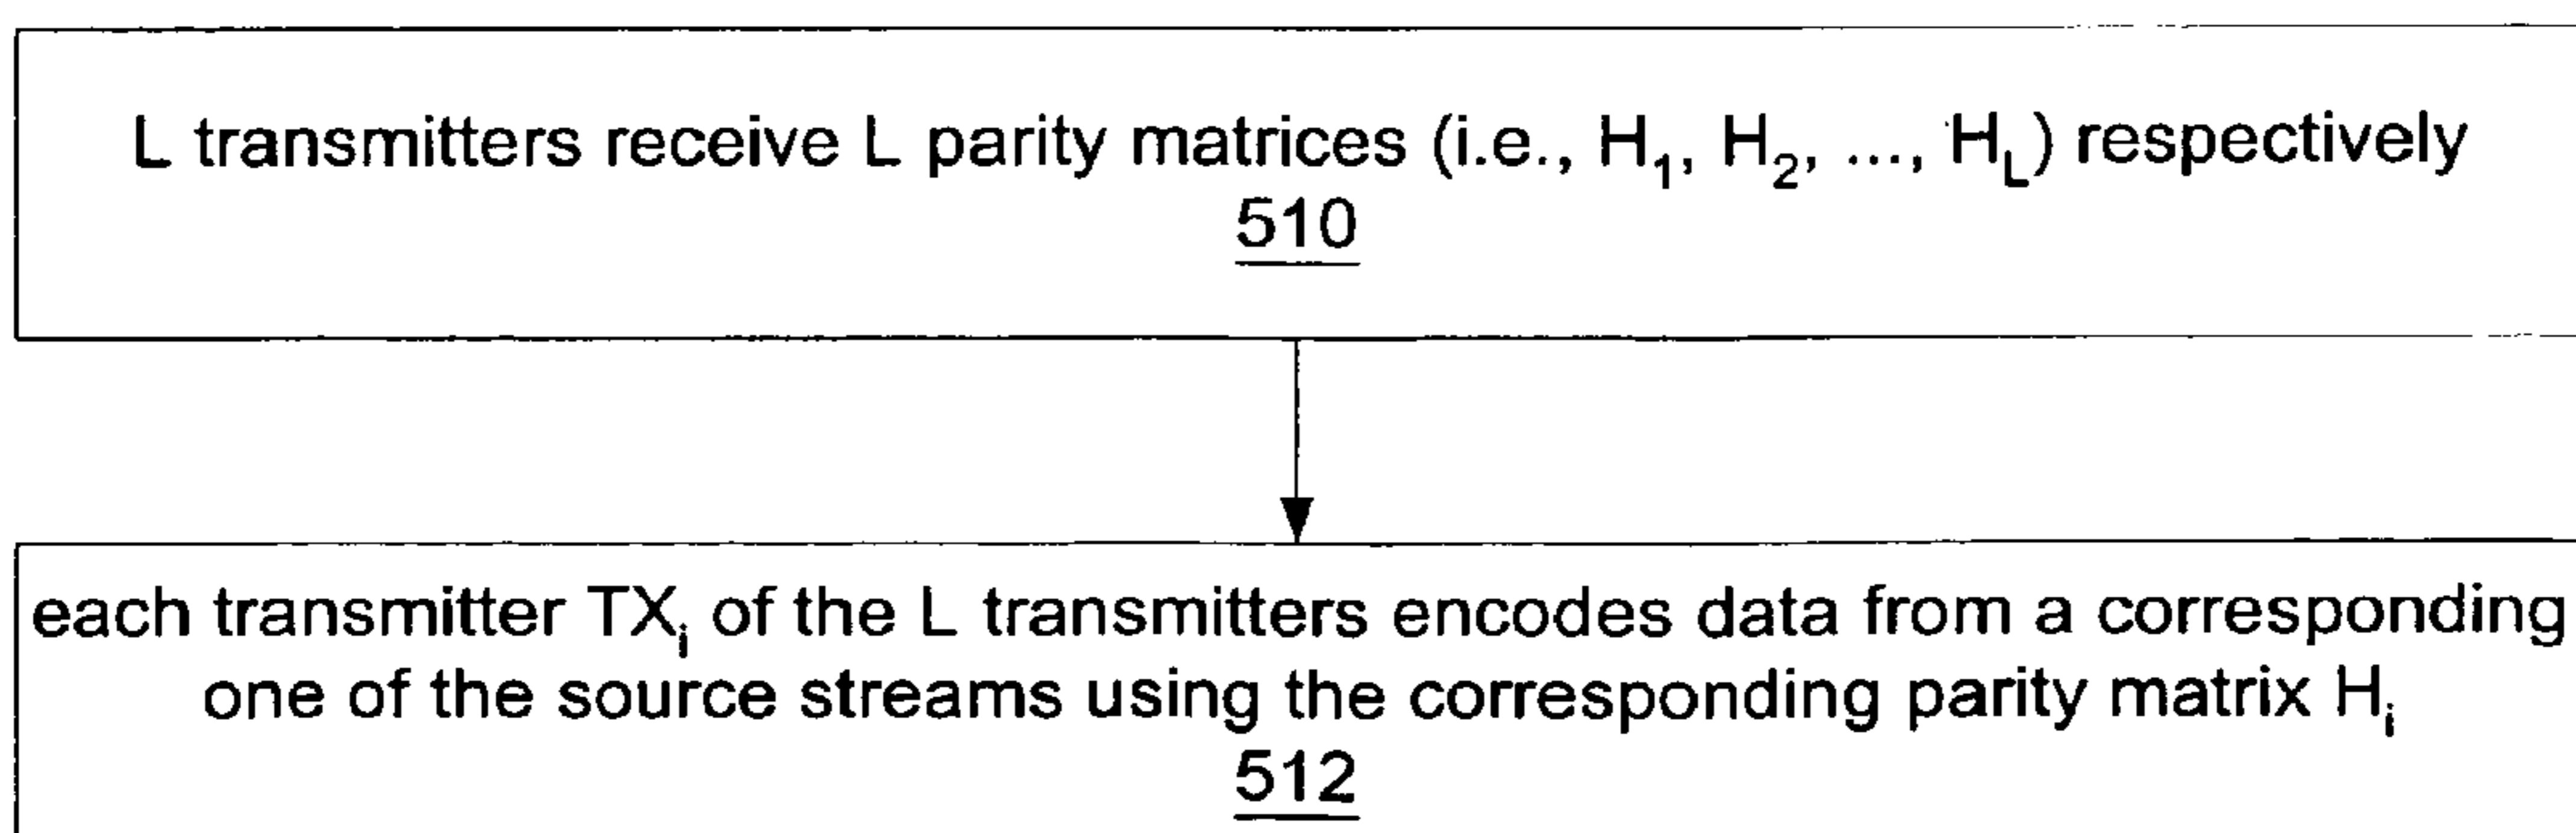 L transmitters receive L parity matrices (i.e., H₁, H₂, ..., H_L) respectively
510
each transmitter TXᵢ of the L transmitters encodes data from a corresponding
one of the source streams using the corresponding parity matrix Hᵢ
512